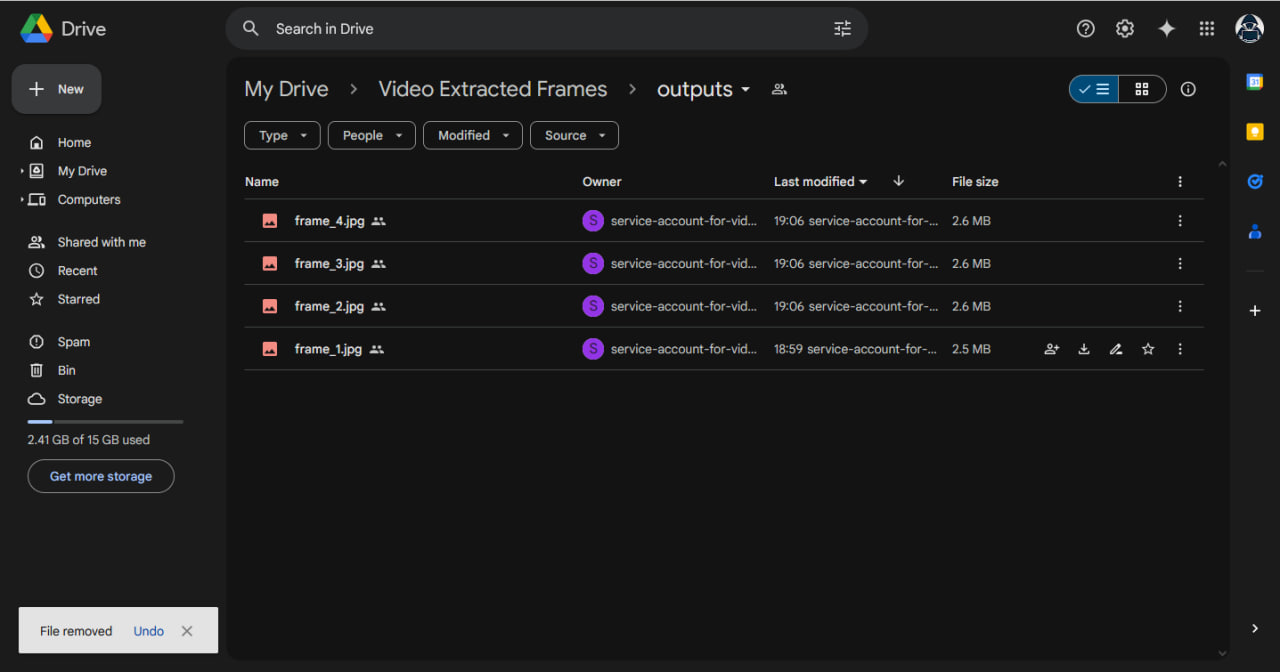 Drive
Search in Drive
New
Home
My Drive
Computers
Shared with me
Recent
Starred
Spam
Bin
Storage
2.41 GB of 15 GB used
Get more storage
File removed Undo
My Drive > Video Extracted Frames > outputs
Type People Modified Source
Name Owner Last modified File size
frame_4.jpg S service-account-for-vid... 19:06 service-account-for-... 2.6 MB
frame_3.jpg S service-account-for-vid... 19:06 service-account-for-... 2.6 MB
frame_2.jpg S service-account-for-vid... 19:06 service-account-for-... 2.6 MB
frame_1.jpg S service-account-for-vid... 18:59 service-account-for-... 2.5 MB
31